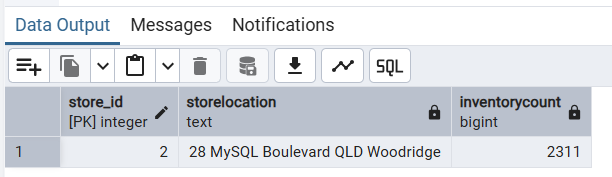 Data Output Messages Notifications
SQL
store_id storelocation inventorycount
[PK] integer text bigint
1 2 28 MySQL Boulevard QLD Woodridge 2311